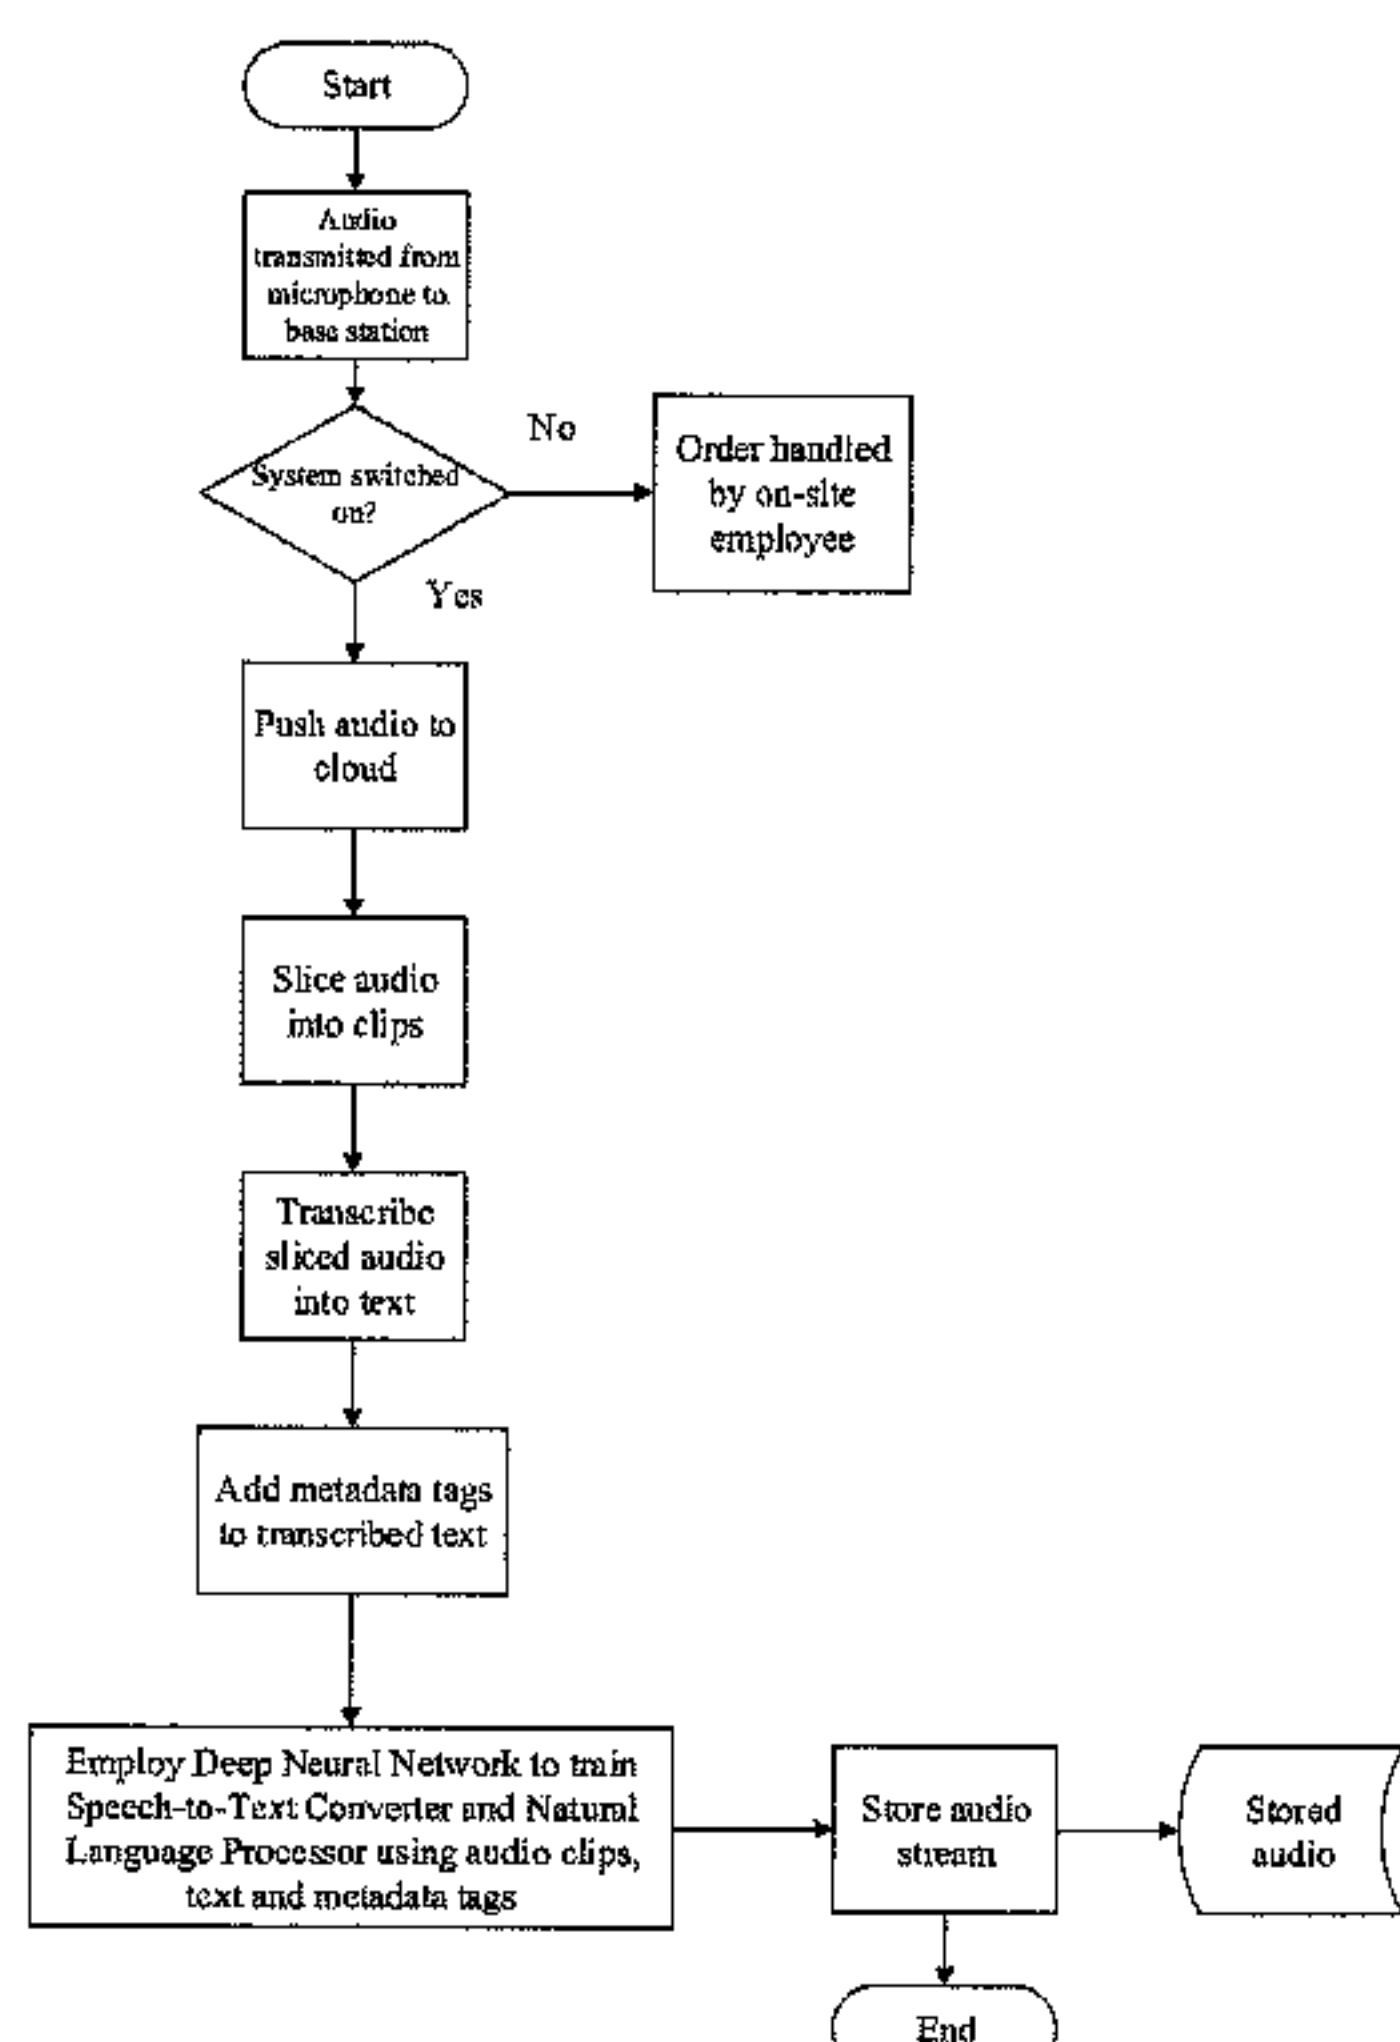 Start
Audio
transmitted from
microphone to
base station
System switched
on?
No
Order handled
by on-site
employee
Yes
Push audio to
cloud
Slice audio
into clips
Transcribe
sliced audio
into text
Add metadata tags
to transcribed text
Employ Deep Neural Network to train
Speech-to-Text Converter and Natural
Language Processor using audio clips,
text and metadata tags
Store audio
stream
Stored
audio
End